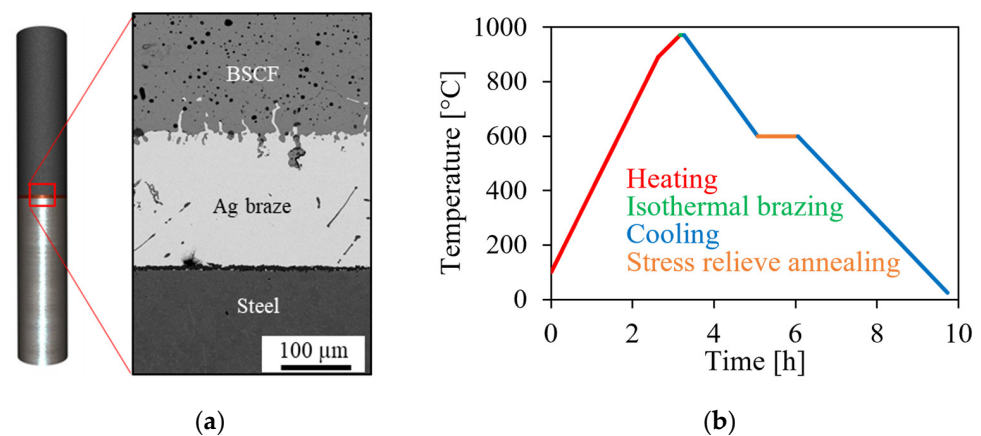 BSCF
Ag braze
Steel
100 µm
(a)
Temperature [°C]
1000
800
600
400
200
0
Heating
Isothermal brazing
Cooling
Stress relieve annealing
0 2 4 6 8 10
Time [h]
(b)